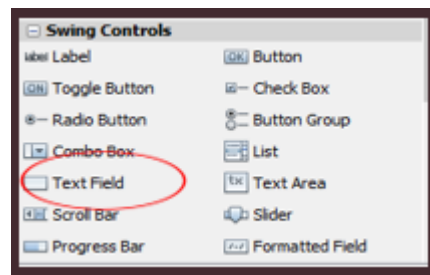 Swing Controls
label Label OK Button
ON Toggle Button Check Box
Radio Button Button Group
Combo Box List
Text Field tx Text Area
Scroll Bar Slider
Progress Bar Formatted Field